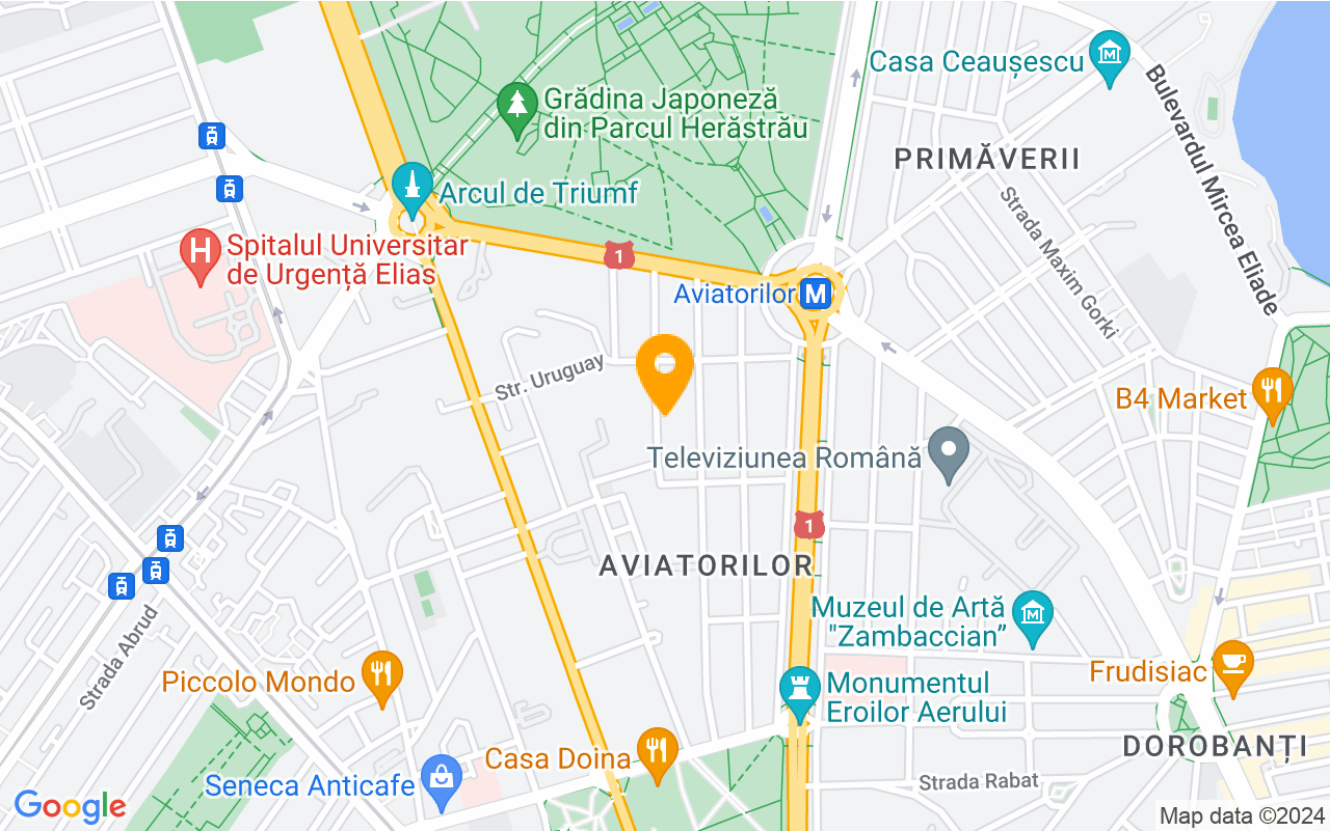 Casa Ceaușescu
Grădina Japoneză
din Parcul Herăstrău
Bulevardul Mircea Eliade
PRIMĂVERII
Arcul de Triumf
Strada Maxim Gorki
Spitalul Universitar
de Urgență Elias
H
1
Aviatorilor
M
Str. Uruguay
B4 Market
Televiziunea Română
1
AVIATORILOR
Muzeul de Artă
"Zambaccian”
Strada Abrud
Piccolo Mondo
Frudisiac
Monumentul
Eroilor Aerului
DOROBANȚI
Casa Doina
Seneca Anticafe
Strada Rabat
Google
Map data ©2024